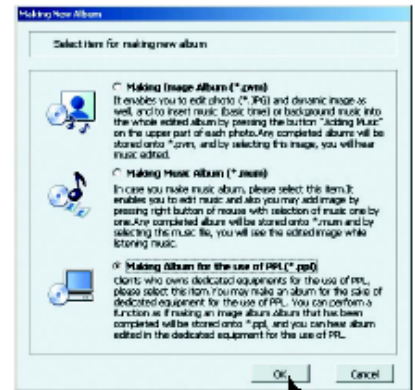 Making New Album
Select item for making new album
Making Image Album (*.pvm)
It enables you to edit photo (*.JPG) and dynamic image as
well, and to insert music (basic time) or background music into
the whole edited album by pressing the button "Adding Music"
on the upper part of each photo.Any completed albums will be
stored onto *.pvm, and by selecting this image, you will hear
music edited.
Making Music Album (*.mum)
In case you make music album, please select this item.It
enables you to edit music and also you may add image by
pressing right button of mouse with selection of music one by
one.Any completed album will be stored onto *.mum and by
selecting this music file, you will see the edited image while
listening music.
Making Album for the use of PPL(*.ppl)
Clients who owns dedicated equipments for the use of PPL,
please select this item.You may make an album for the sake of
dedicated equipment for the use of PPL. You can perform a
function as if making an image album.Album that has been
completed will be stored onto *.ppl, and you can hear album
edited in the dedicated equipment for the use of PPL.
OK
Cancel